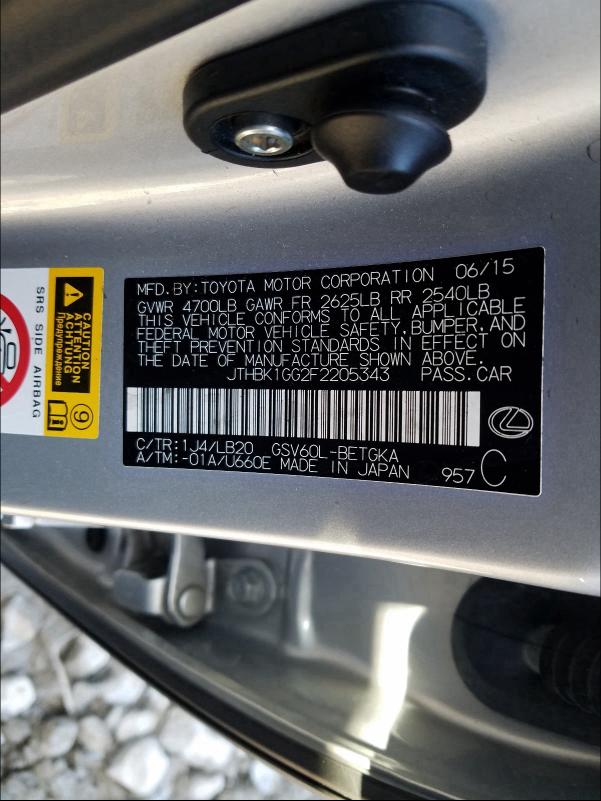 MFD.BY:TOYOTA MOTOR CORPORATION 06/15
GVWR 4700LB GAWR FR 2625LB RR 2540LB
THIS VEHICLE CONFORMS TO ALL APPLICABLE
FEDERAL MOTOR VEHICLE SAFETY,BUMPER,AND
THEFT PREVENTION STANDARDS IN EFFECT ON
THE DATE OF MANUFACTURE SHOWN ABOVE.
JTHBK1GG2F2205343 PASS.CAR
C/TR:1J4/LB20 GSV60L-BETGKA
A/TM:-01A/U660E MADE IN JAPAN 957 C
SRS SIDE AIRBAG
CAUTION
ATTENTION
ACHTUNG
Предупреждение
9